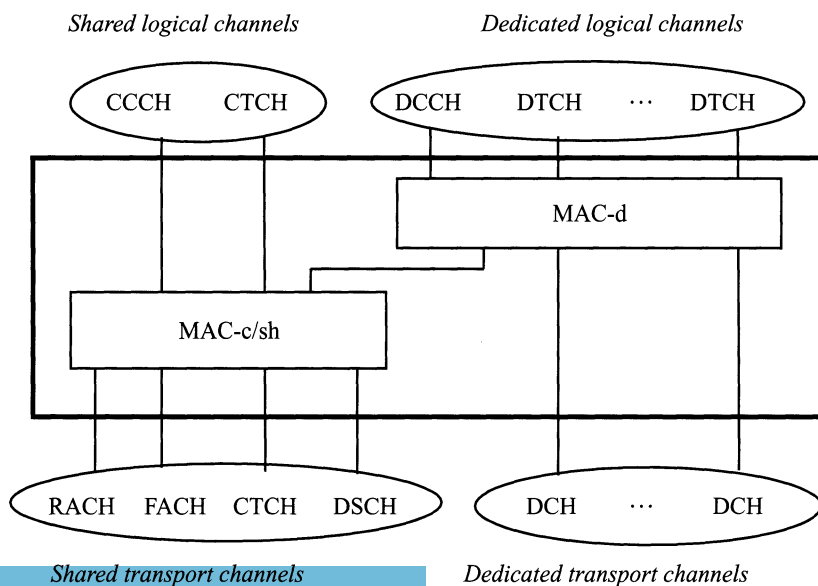 Shared logical channels Dedicated logical channels
CCCH CTCH DCCH DTCH ··· DTCH
MAC-d
MAC-c/sh
RACH FACH CTCH DSCH DCH ··· DCH
Shared transport channels Dedicated transport channels